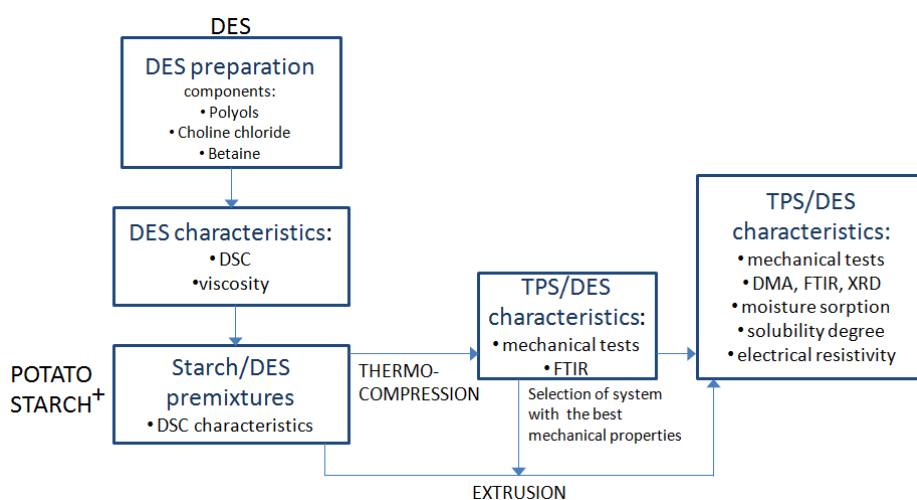 DES
DES preparation
components:
• Polyols
• Choline chloride
• Betaine
DES characteristics:
• DSC
•viscosity
POTATO
STARCH+
Starch/DES
premixtures
• DSC characteristics
THERMO-
COMPRESSION
TPS/DES
characteristics:
• mechanical tests
• FTIR
Selection of system
with the best
mechanical properties
EXTRUSION
TPS/DES
characteristics:
• mechanical tests
• DMA, FTIR, XRD
• moisture sorption
• solubility degree
• electrical resistivity